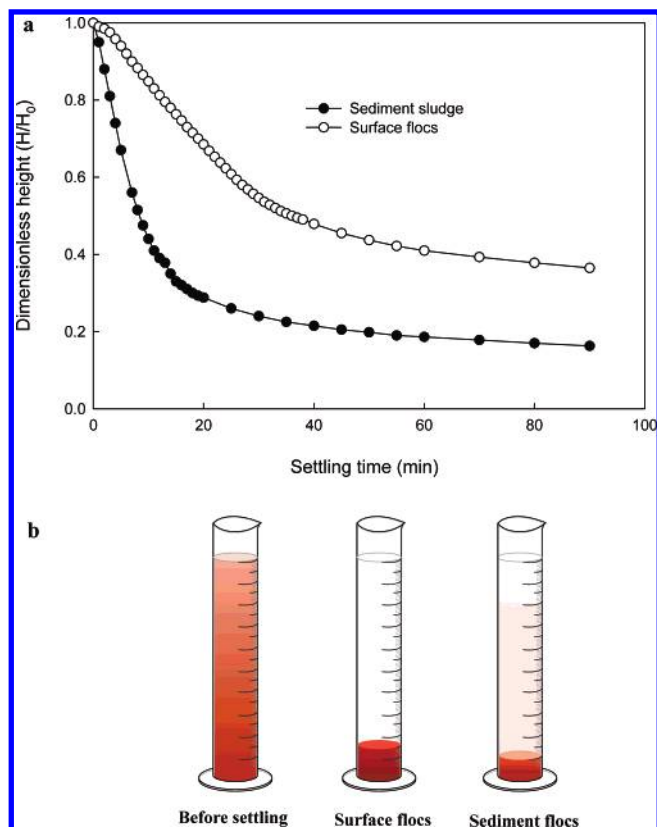 a
1.0
0.8
0.6
0.4
0.2
0.0
Dimensionless height (H/H₀)
Sediment sludge
Surface flocs
0 20 40 60 80 100
Settling time (min)
b
Before settling Surface flocs Sediment flocs